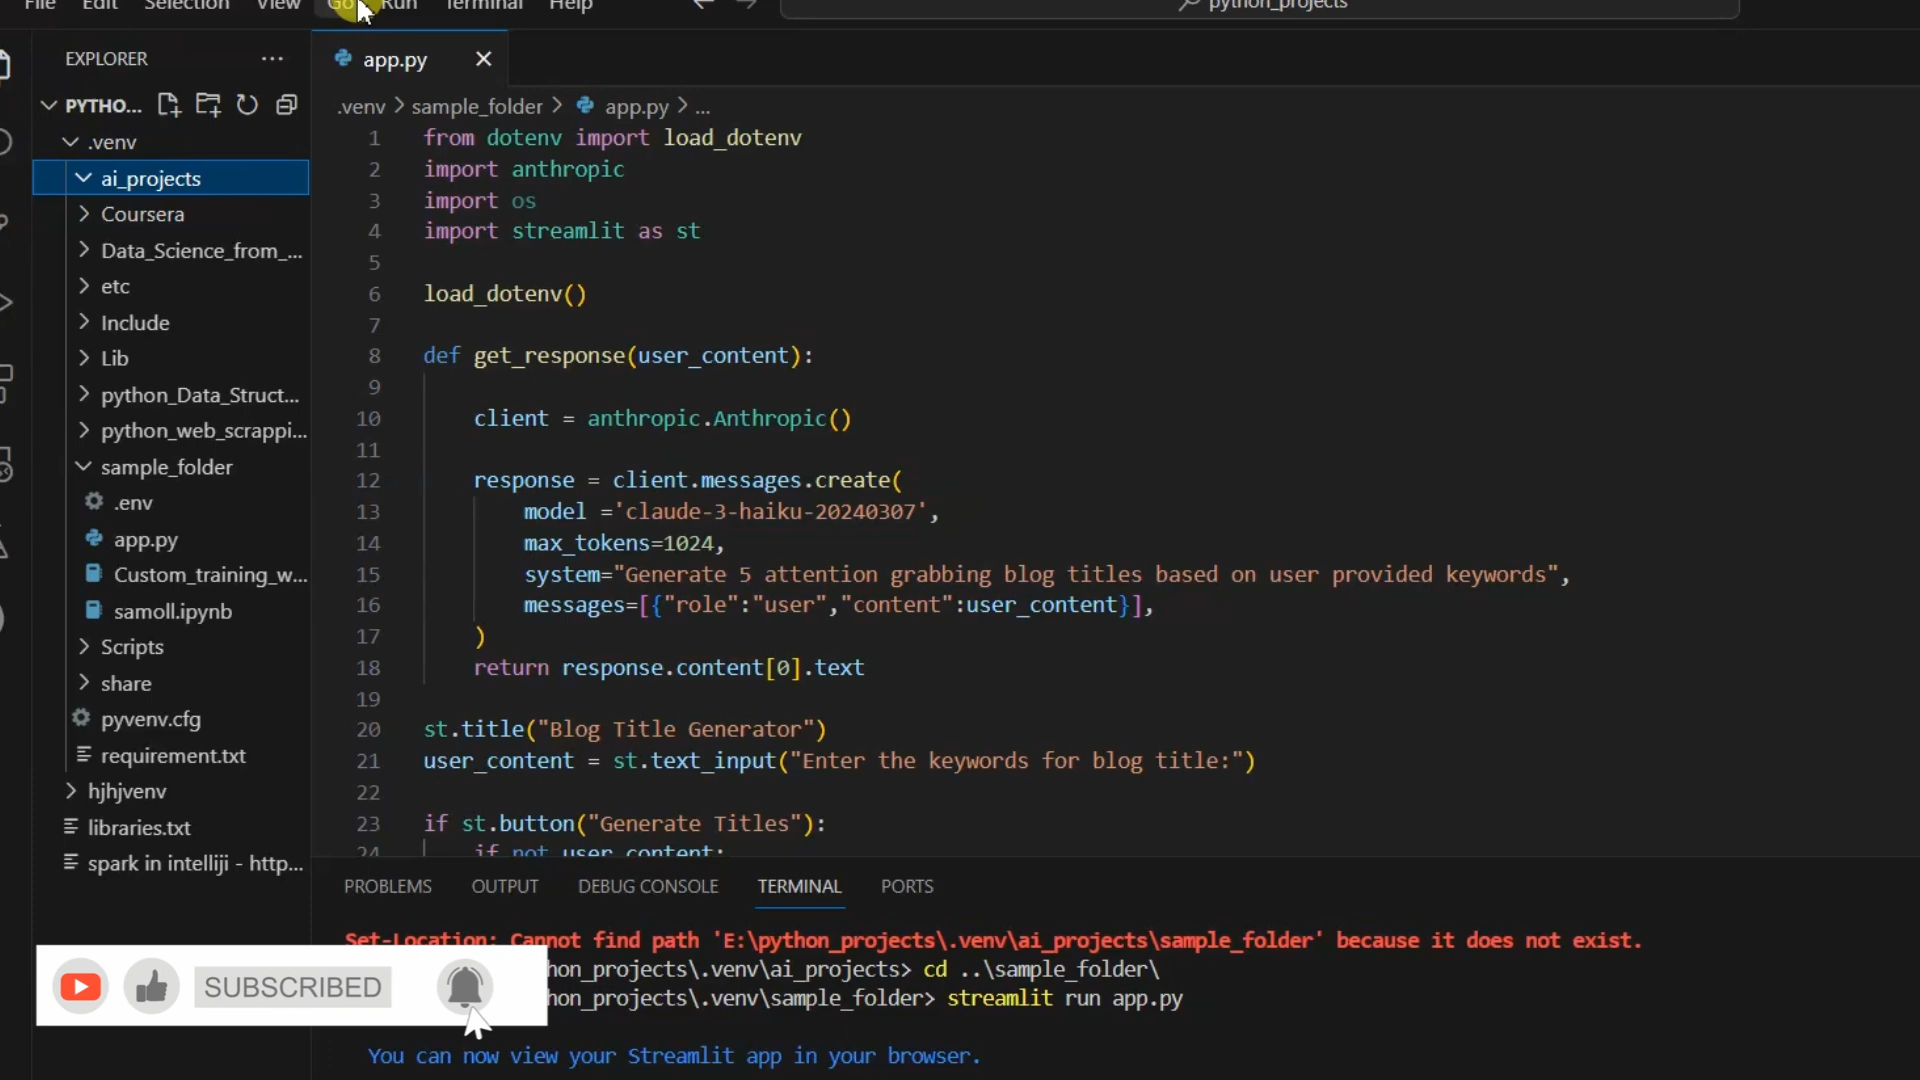 File Edit Selection View Go Run Terminal Help
python_projects
EXPLORER ...
PYTHO...
.venv
ai_projects
Coursera
Data_Science_from_...
etc
Include
Lib
python_Data_Struct...
python_web_scrappi...
sample_folder
.env
app.py
Custom_training_w...
samoll.ipynb
Scripts
share
pyvenv.cfg
requirement.txt
hjhjvenv
libraries.txt
spark in intelliji - http...
app.py
.venv > sample_folder > app.py > ...
1 from dotenv import load_dotenv
2 import anthropic
3 import os
4 import streamlit as st
5
6 load_dotenv()
7
8 def get_response(user_content):
9
10 client = anthropic.Anthropic()
11
12 response = client.messages.create(
13 model ='claude-3-haiku-20240307',
14 max_tokens=1024,
15 system="Generate 5 attention grabbing blog titles based on user provided keywords",
16 messages=[{"role":"user","content":user_content}],
17 )
18 return response.content[0].text
19
20 st.title("Blog Title Generator")
21 user_content = st.text_input("Enter the keywords for blog title:")
22
23 if st.button("Generate Titles"):
24 if not user_content:
PROBLEMS OUTPUT DEBUG CONSOLE TERMINAL PORTS
Set-Location: Cannot find path 'E:\python_projects\.venv\ai_projects\sample_folder' because it does not exist.
hon_projects\.venv\ai_projects> cd ..\sample_folder\
hon_projects\.venv\sample_folder> streamlit run app.py
You can now view your Streamlit app in your browser.
SUBSCRIBED